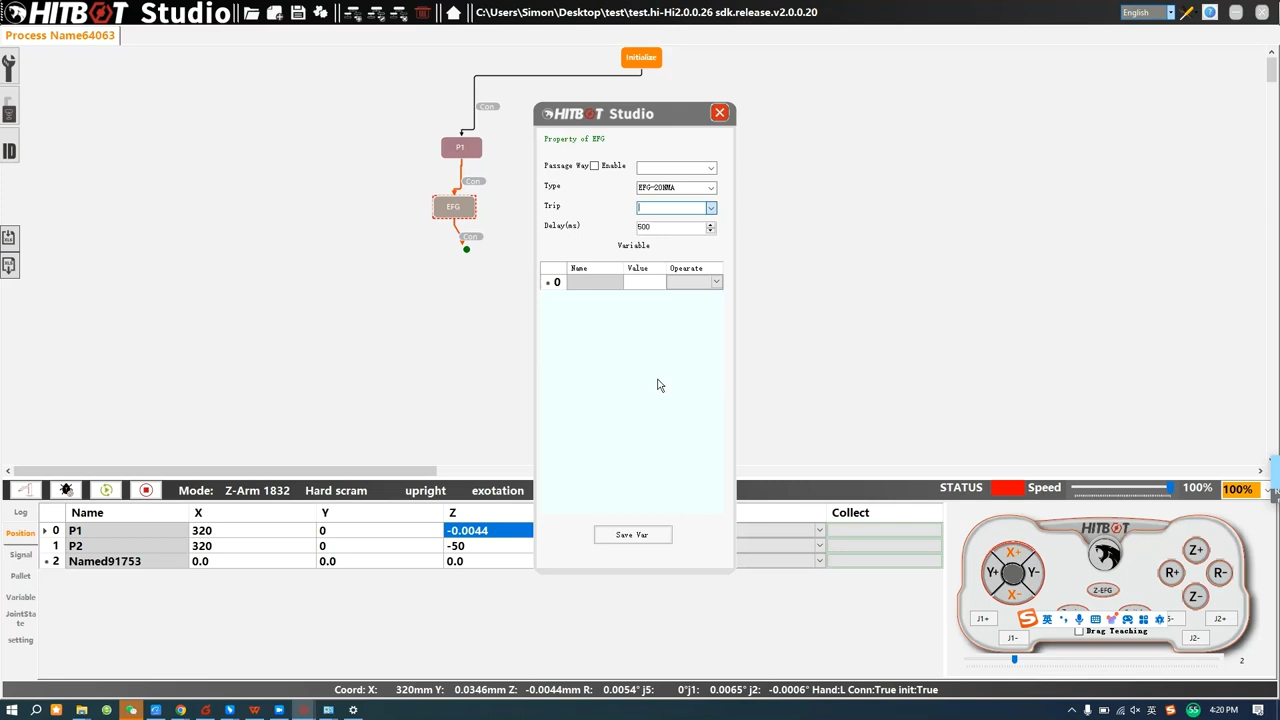 HITBOT Studio
C:\Users\Simon\Desktop\test\test.hi-Hi2.0.0.26 sdk.release.v2.0.0.20
English
Process Name64063
Initialize
Con
P1
Con
EFG
Con
ID
HITBOT Studio
Property of EFG
Passage Way Enable
Type EFG-20NMA
Trip
Delay(ms) 500
Variable
Name Value Opearate
0
Save Var
Mode: Z-Arm 1832 Hard scram upright exotation
STATUS Speed 100% 100%
Log
Position
Signal
Pallet
Variable
JointSta
te
setting
Name X Y Z Collect
0 P1 320 0 -0.0044
1 P2 320 0 -50
2 Named91753 0.0 0.0 0.0
HITBOT
X+
Y+ Y-
X-
Z+
R+ R-
Z-
Z-EFG
J1+ J2+
英
J1- Drag Teaching J2-
2
Coord: X: 320mm Y: 0.0346mm Z: -0.0044mm R: 0.0054° j5: 0°j1: 0.0065° j2: -0.0006° Hand:L Conn:True init:True
英 4:20 PM